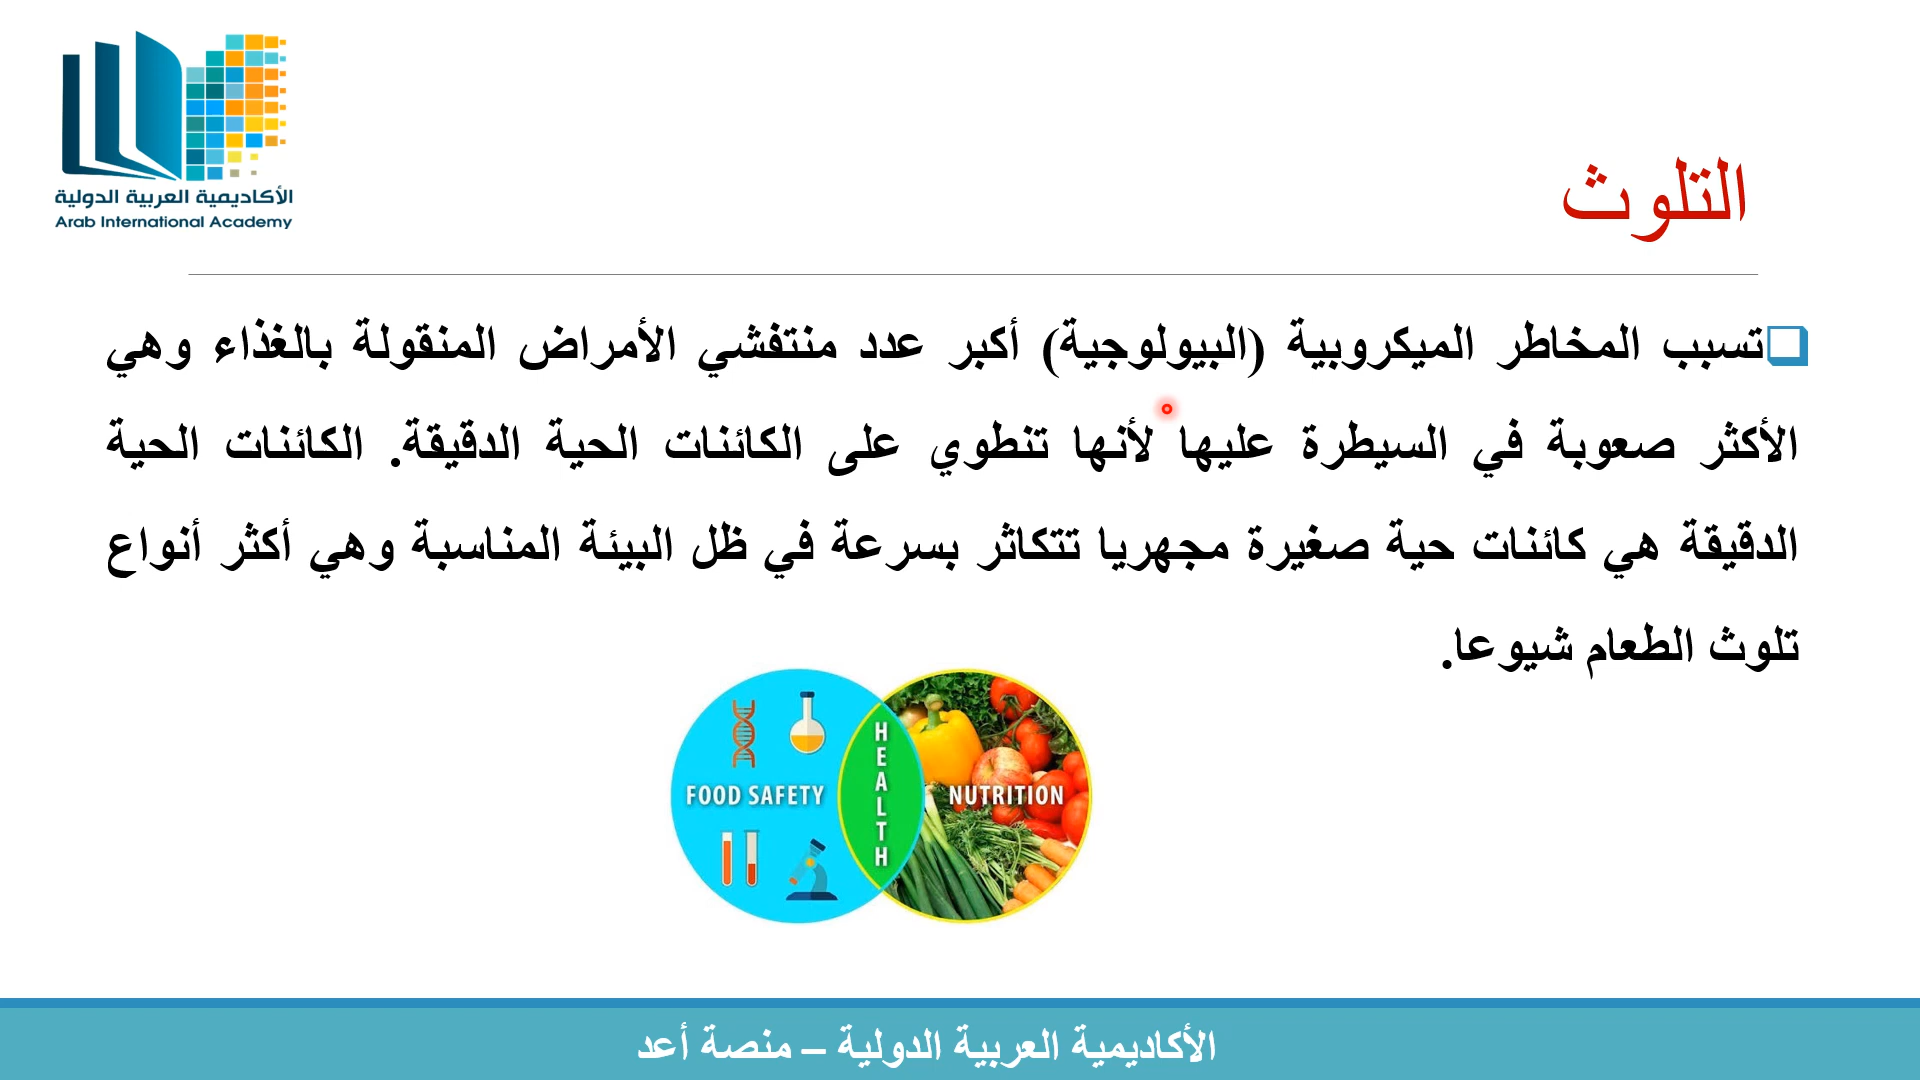 الأكاديمية العربية الدولية
Arab International Academy
التلوث
تسبب المخاطر الميكروبية (البيولوجية) أكبر عدد منتفشي الأمراض المنقولة بالغذاء وهي
الأكثر صعوبة في السيطرة عليها لأنها تنطوي على الكائنات الحية الدقيقة. الكائنات الحية
الدقيقة هي كائنات حية صغيرة مجهريا تتكاثر بسرعة في ظل البيئة المناسبة وهي أكثر أنواع
تلوث الطعام شيوعا.
FOOD SAFETY
HEALTH
NUTRITION
الأكاديمية العربية الدولية – منصة أعد